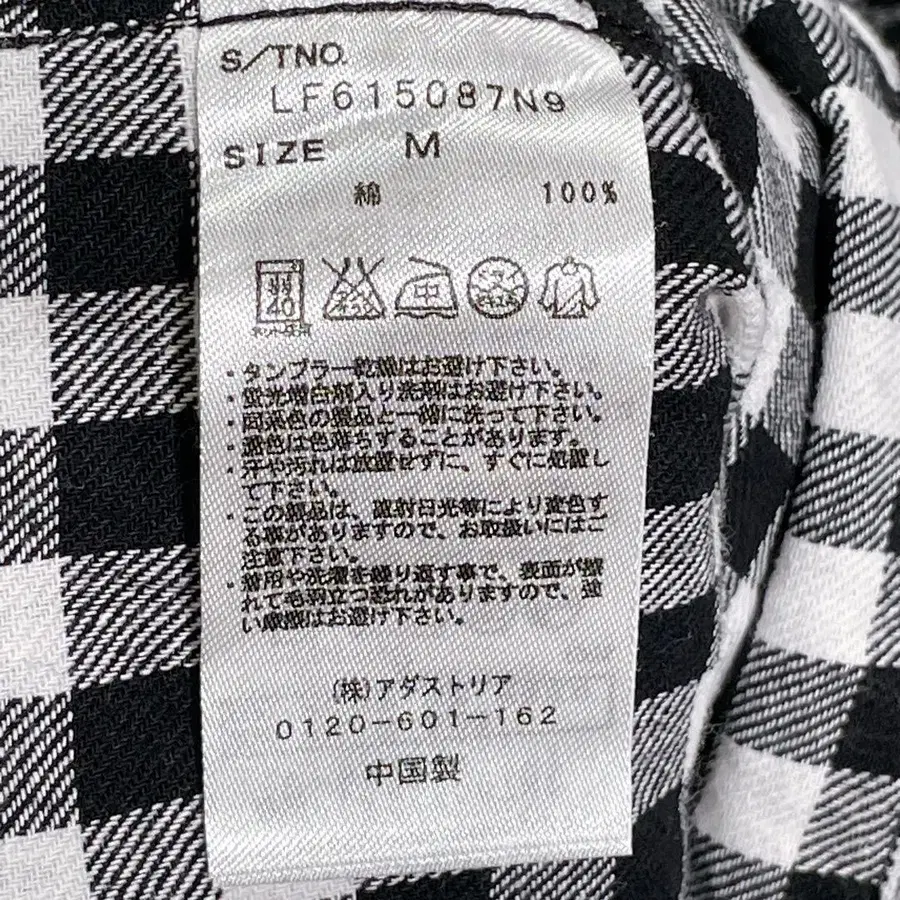 S/TNO.
LF615087N9
SIZE M
綿 100%
40
中
・タンブラー乾燥はお避け下さい。
・蛍光増白剤入り洗剤はお避け下さい。
・同系色の製品と一緒に洗って下さい。
・濃色は色落ちすることがあります。
・汗や汚れは放置せずに、すぐに処置し
て下さい。
・この製品は、直射日光等により変色す
る事がありますので、お取扱いにはご
注意下さい。
・着用や洗濯を繰り返す事で、表面が擦
れて毛羽立つ恐れがありますので、強
い摩擦はお避け下さい。
(株)アダストリア
0120-601-162
中国製